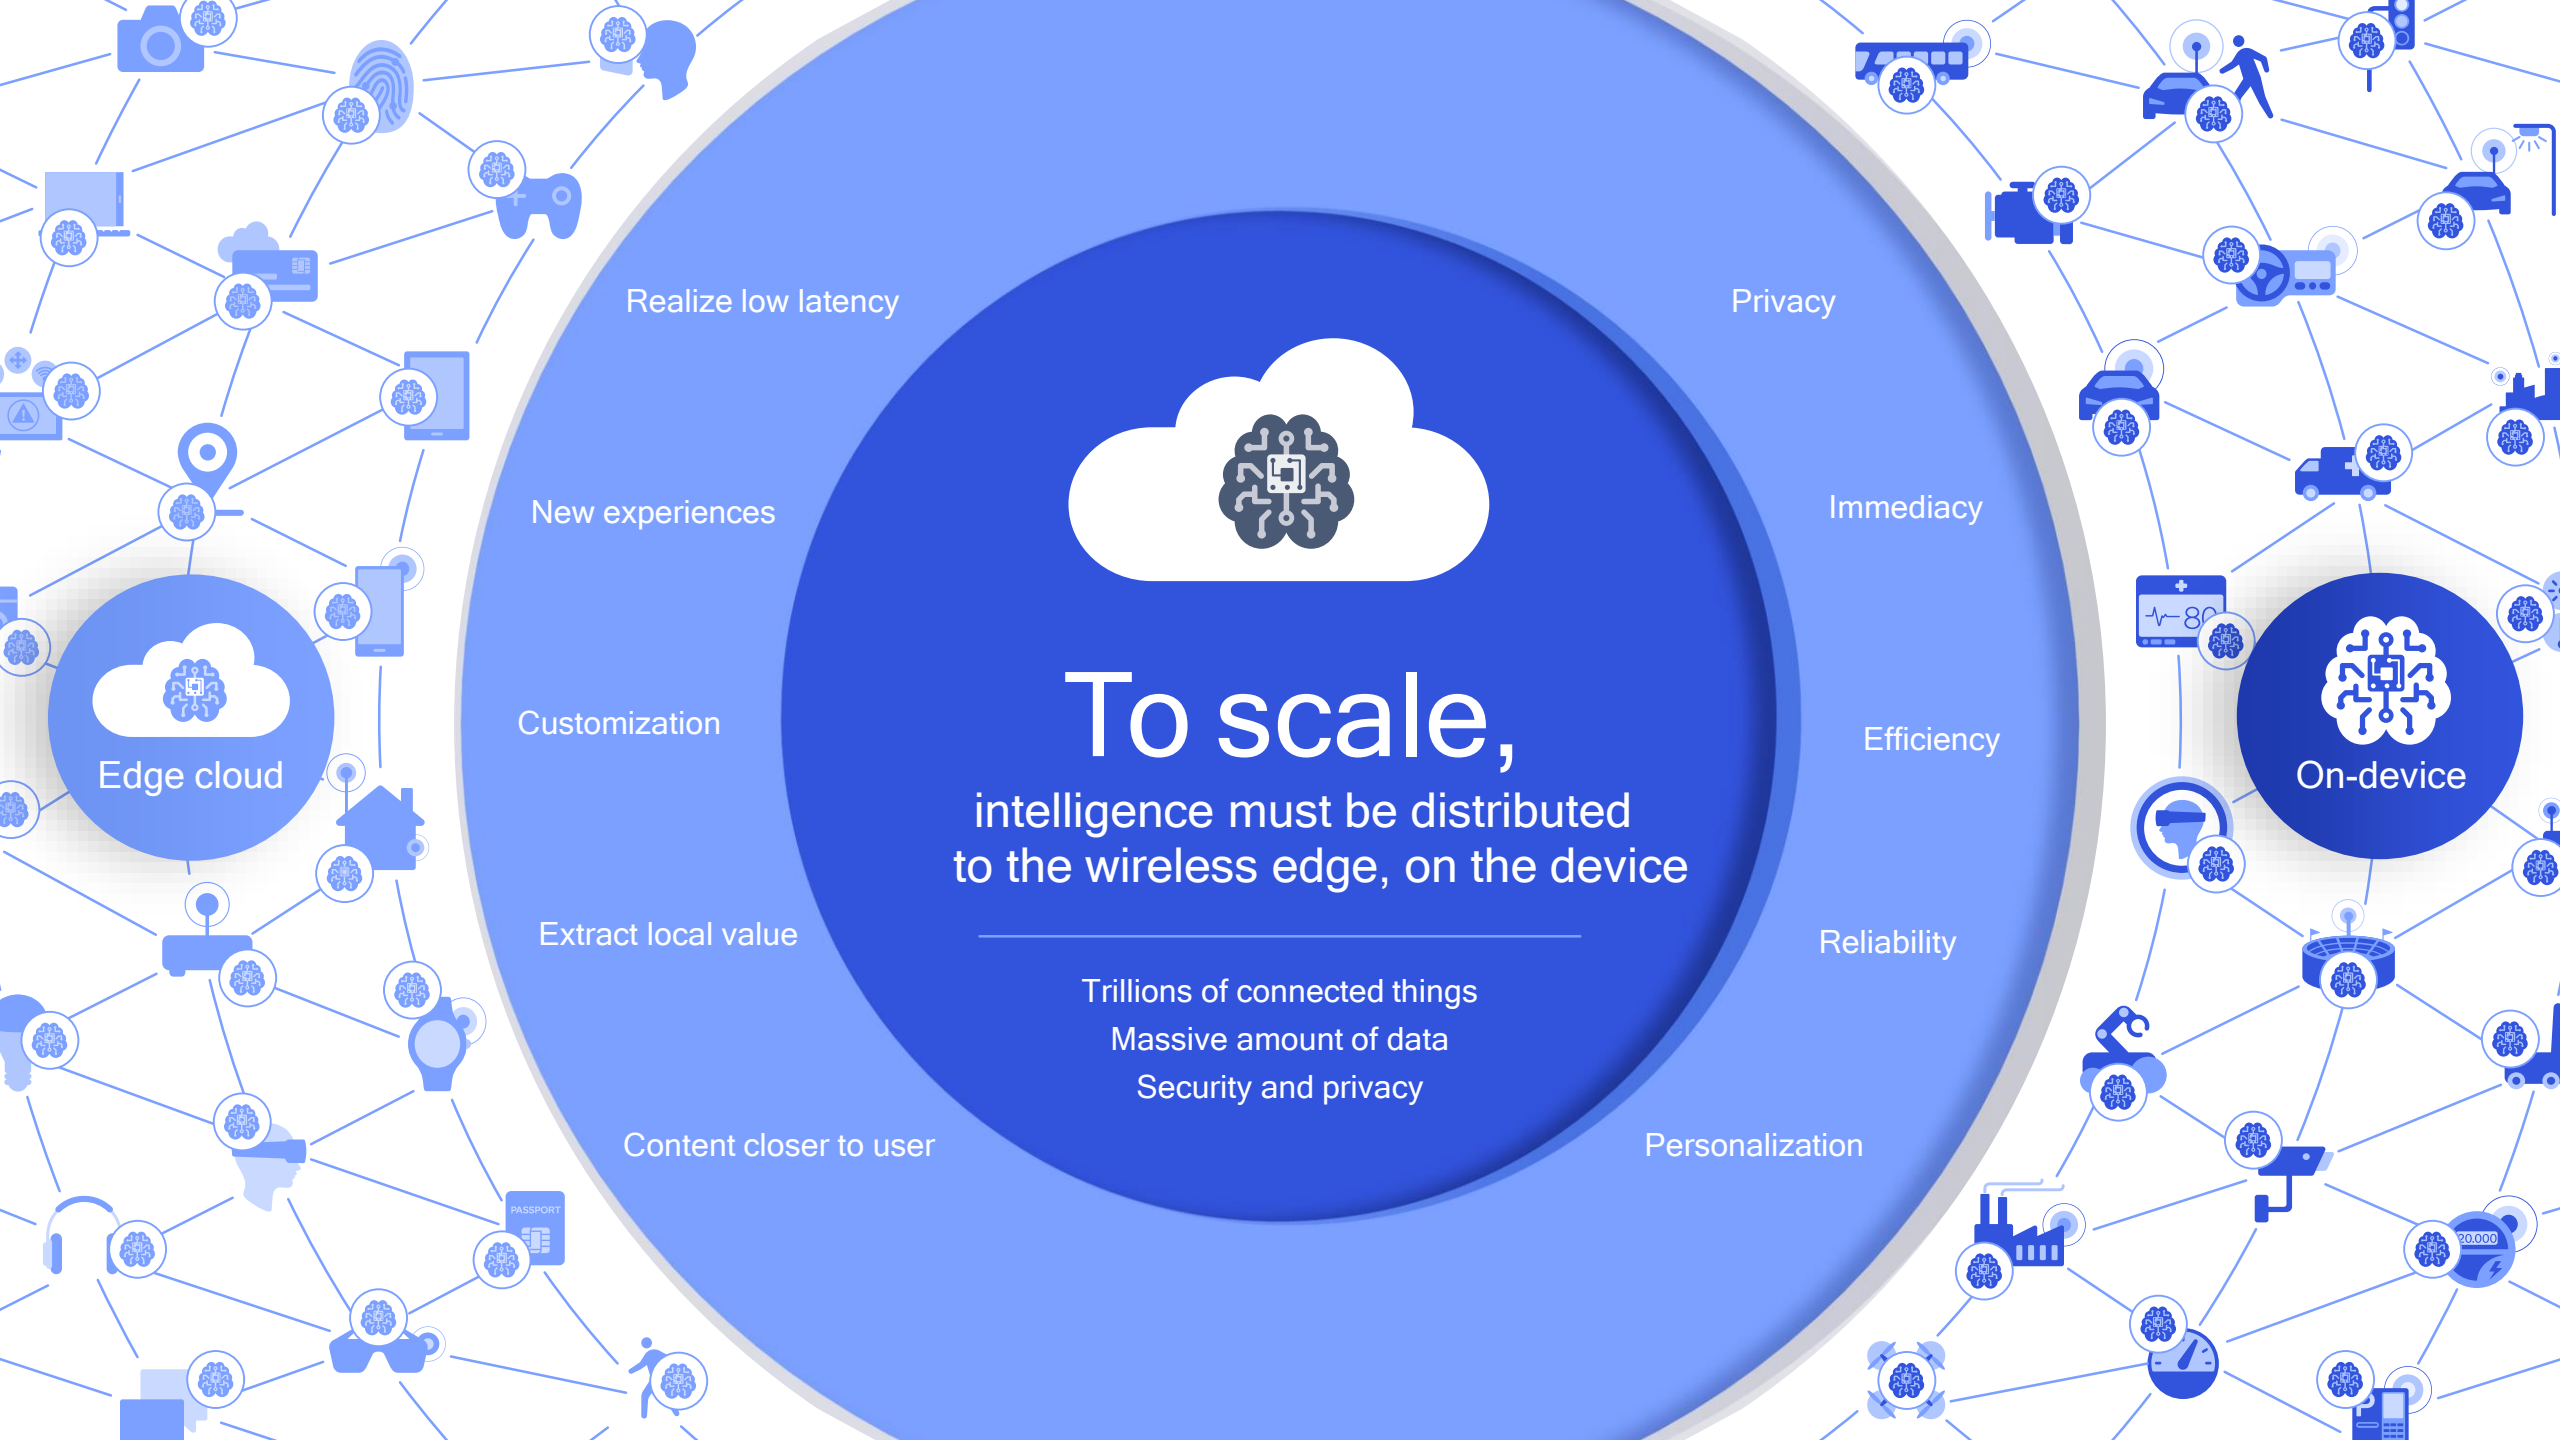 To scale,
intelligence must be distributed
to the wireless edge, on the device
Trillions of connected things
Massive amount of data
Security and privacy
Realize low latency
New experiences
Customization
Extract local value
Content closer to user
Privacy
Immediacy
Efficiency
Reliability
Personalization
Edge cloud
On-device
PASSPORT
80
20.000
P